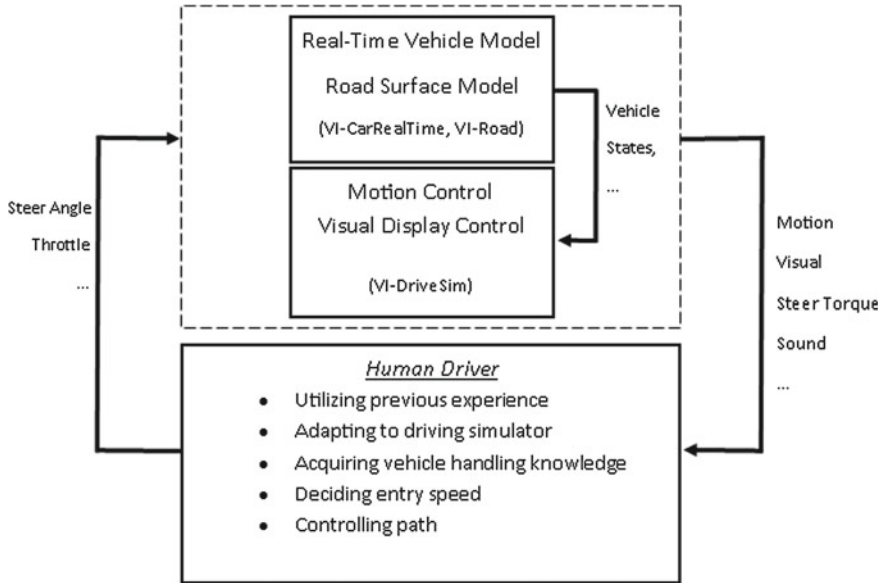 Real-Time Vehicle Model
Road Surface Model
(VI-CarRealTime, VI-Road)
Motion Control
Visual Display Control
(VI-DriveSim)
Vehicle
States,
...
Steer Angle
Throttle
...
Motion
Visual
Steer Torque
Sound
...
Human Driver
• Utilizing previous experience
• Adapting to driving simulator
• Acquiring vehicle handling knowledge
• Deciding entry speed
• Controlling path